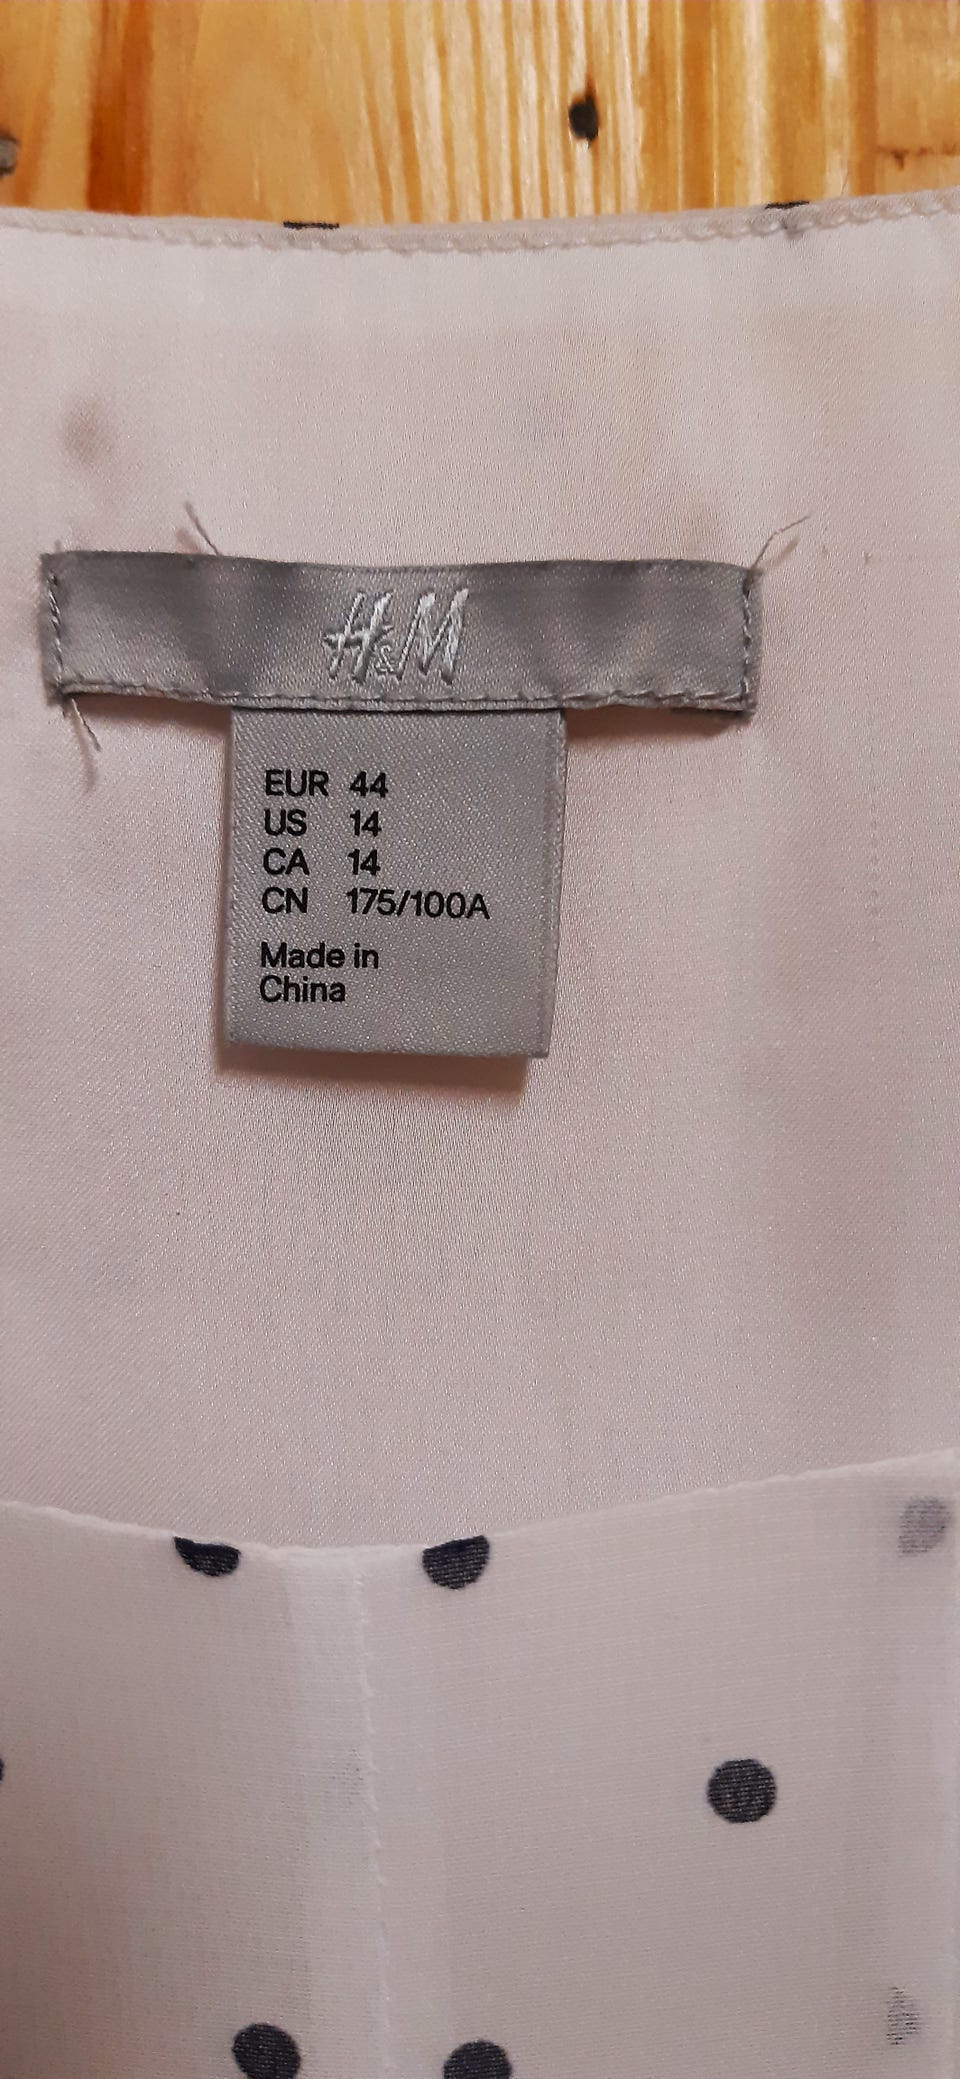 H&M
EUR 44
US 14
CA 14
CN 175/100A
Made in
China